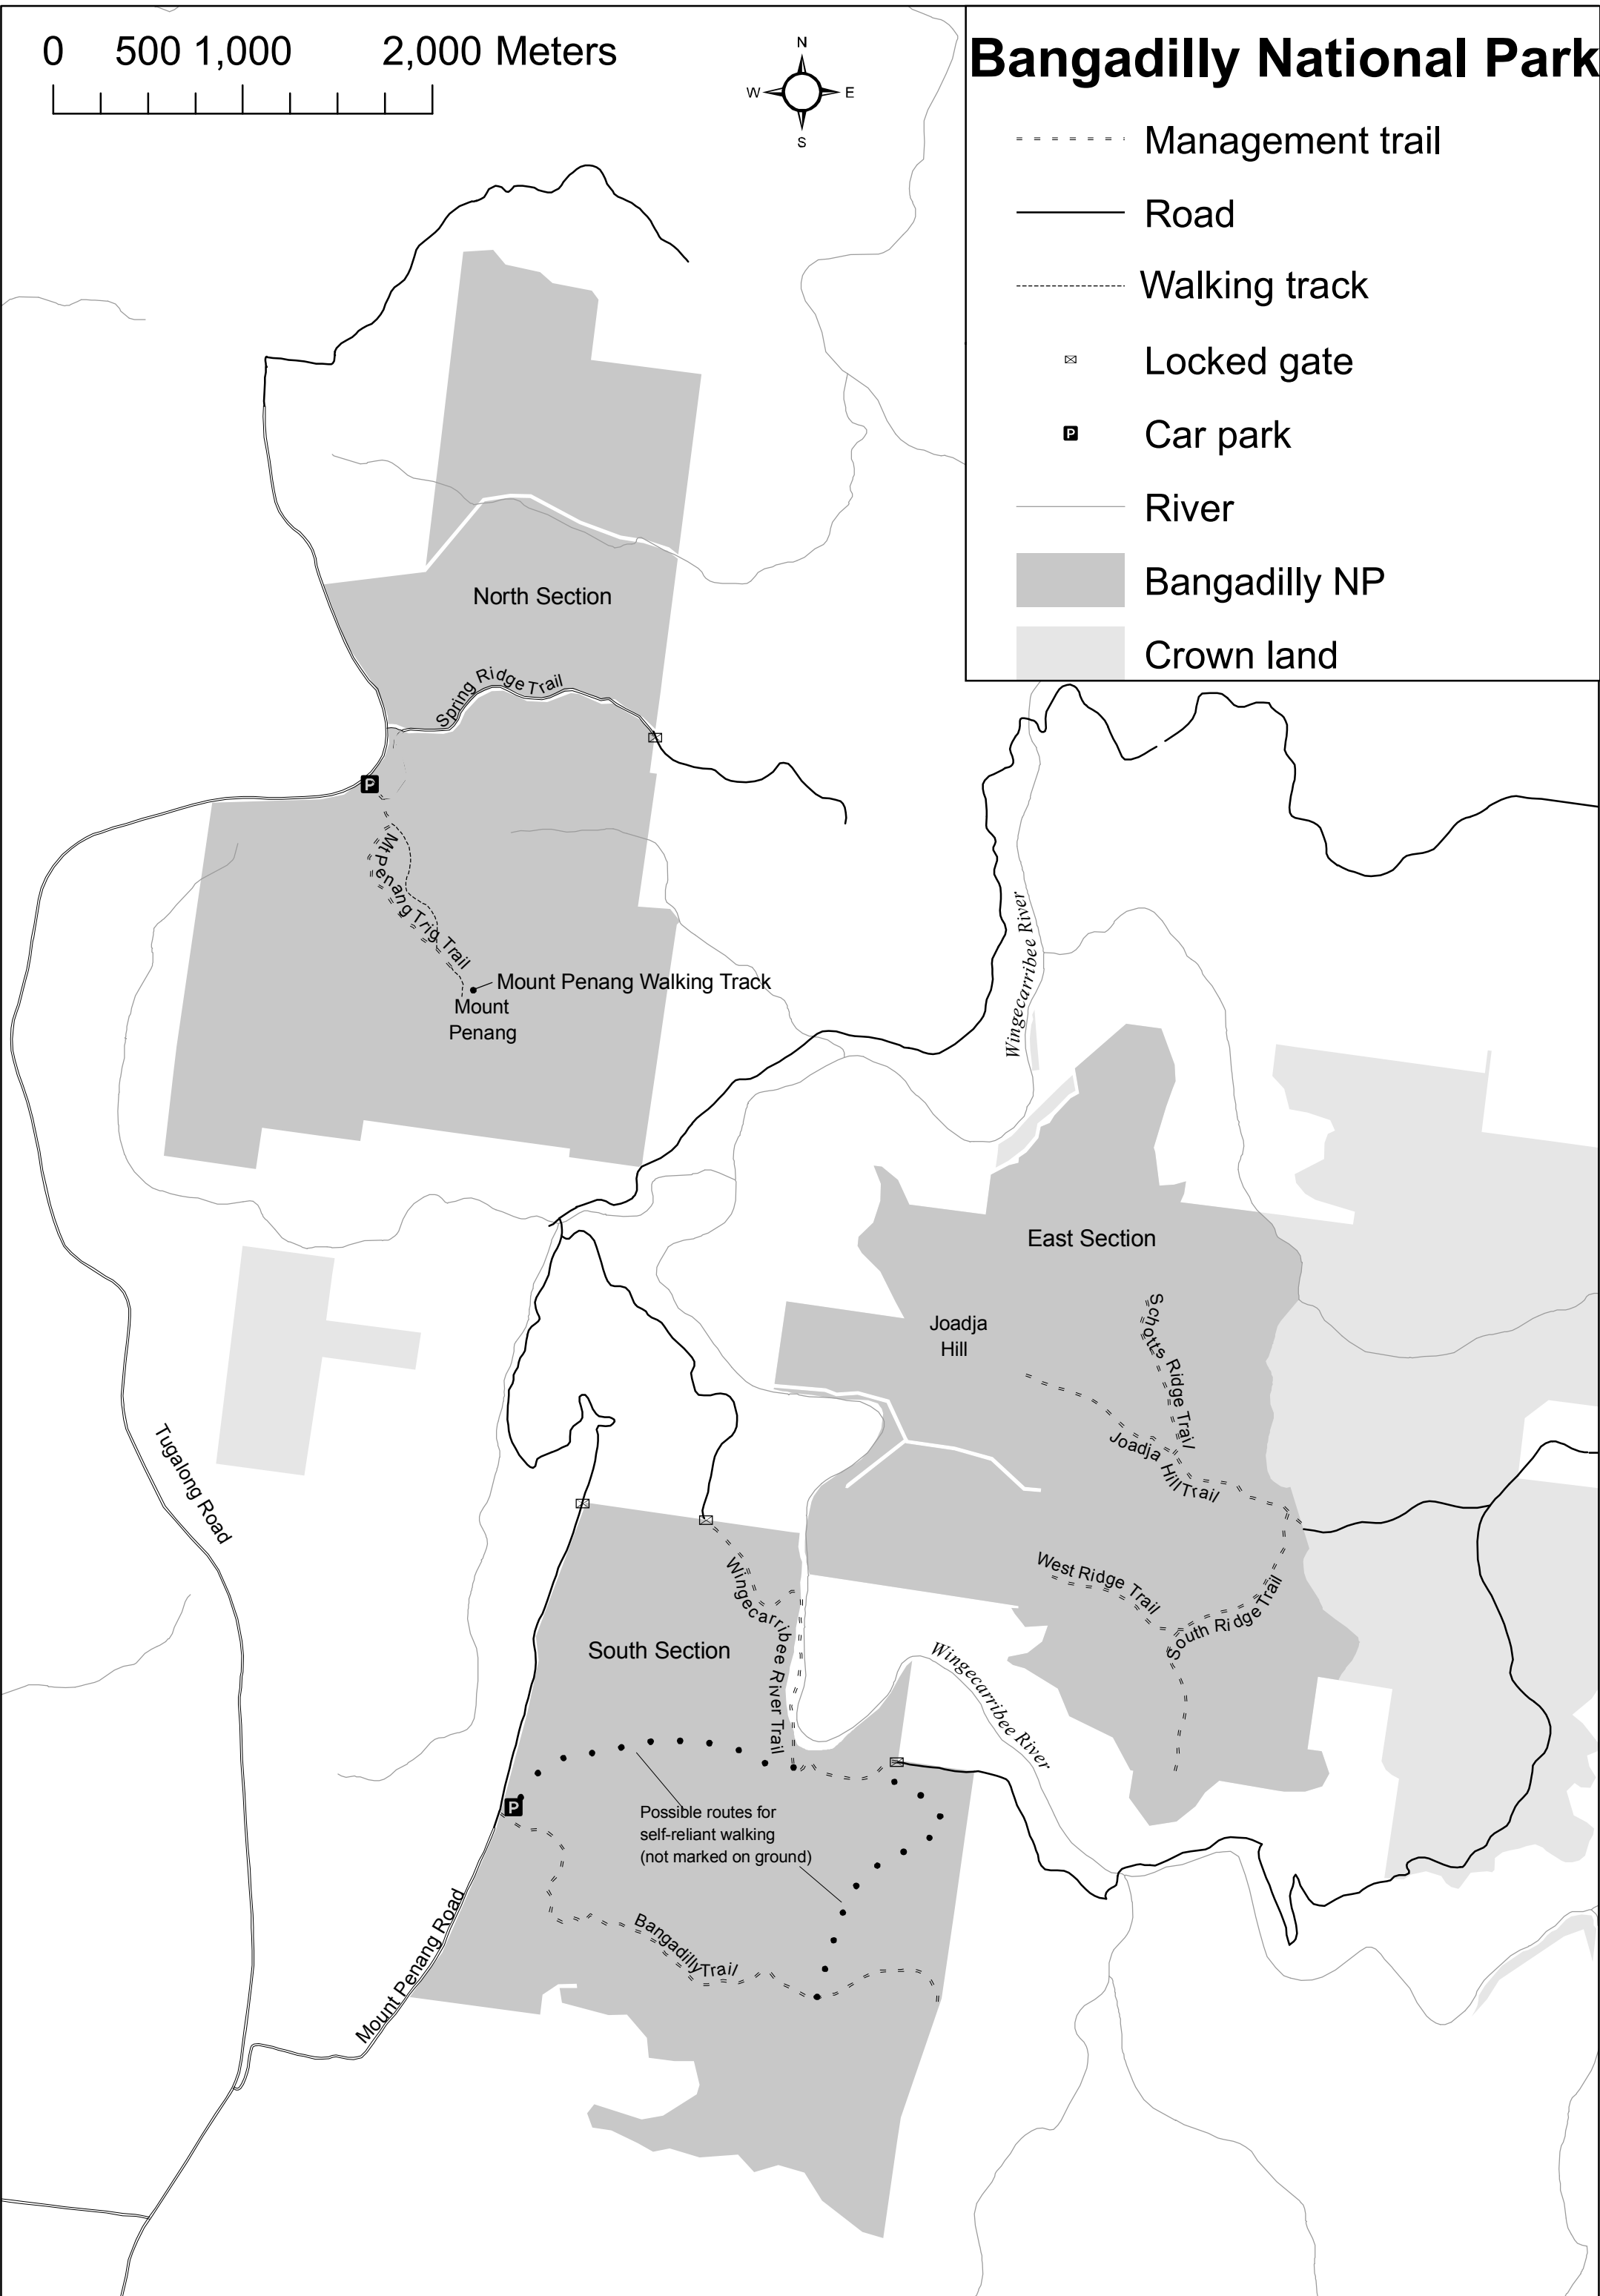 0 500 1,000 2,000 Meters
N
W E
S
Bangadilly National Park
Management trail
Road
Walking track
Locked gate
P Car park
River
Bangadilly NP
Crown land
North Section
Spring Ridge Trail
P
Mt Penang Trig Trail
Mount Penang Walking Track
Mount
Penang
Wingecarribee River
East Section
Joadja
Hill
Schotts Ridge Trail
Joadja Hill Trail
Tugalong Road
West Ridge Trail
South Ridge Trail
Wingecarribee River Trail
South Section
Wingecarribee River
P
Possible routes for
self-reliant walking
(not marked on ground)
Bangadilly Trail
Mount Penang Road